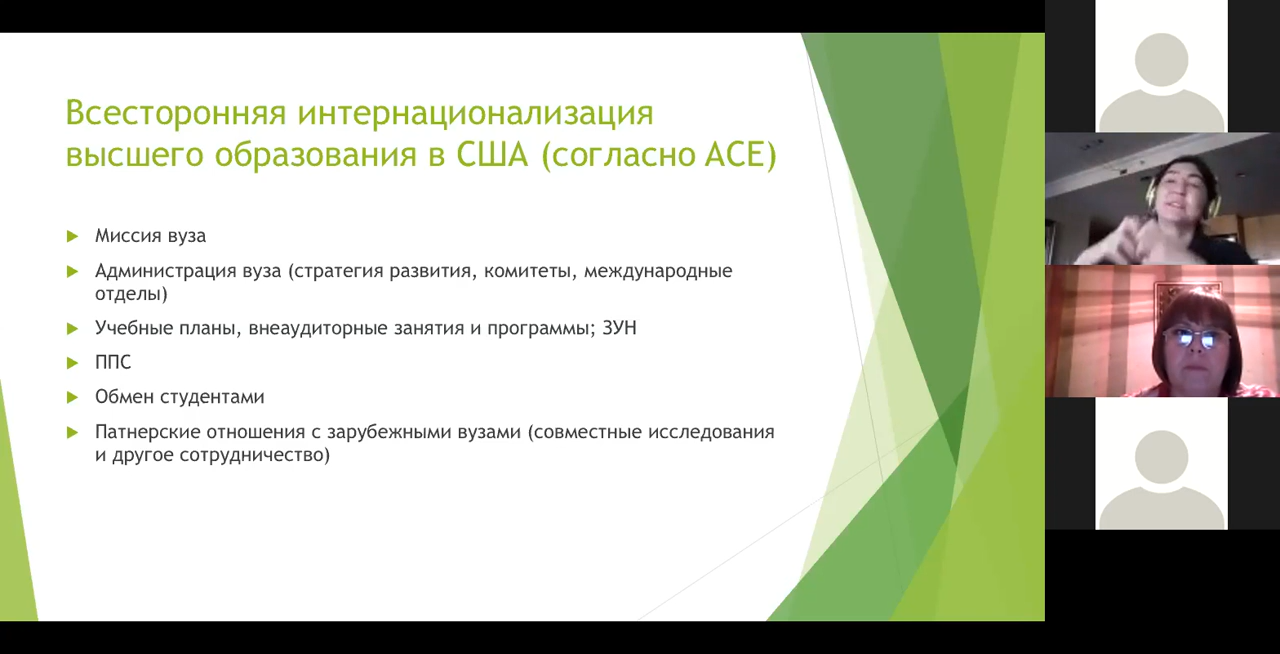 Всесторонняя интернационализация
высшего образования в США (согласно ACE)
Миссия вуза
Администрация вуза (стратегия развития, комитеты, международные
отделы)
Учебные планы, внеаудиторные занятия и программы; ЗУН
ППС
Обмен студентами
Патнерские отношения с зарубежными вузами (совместные исследования
и другое сотрудничество)